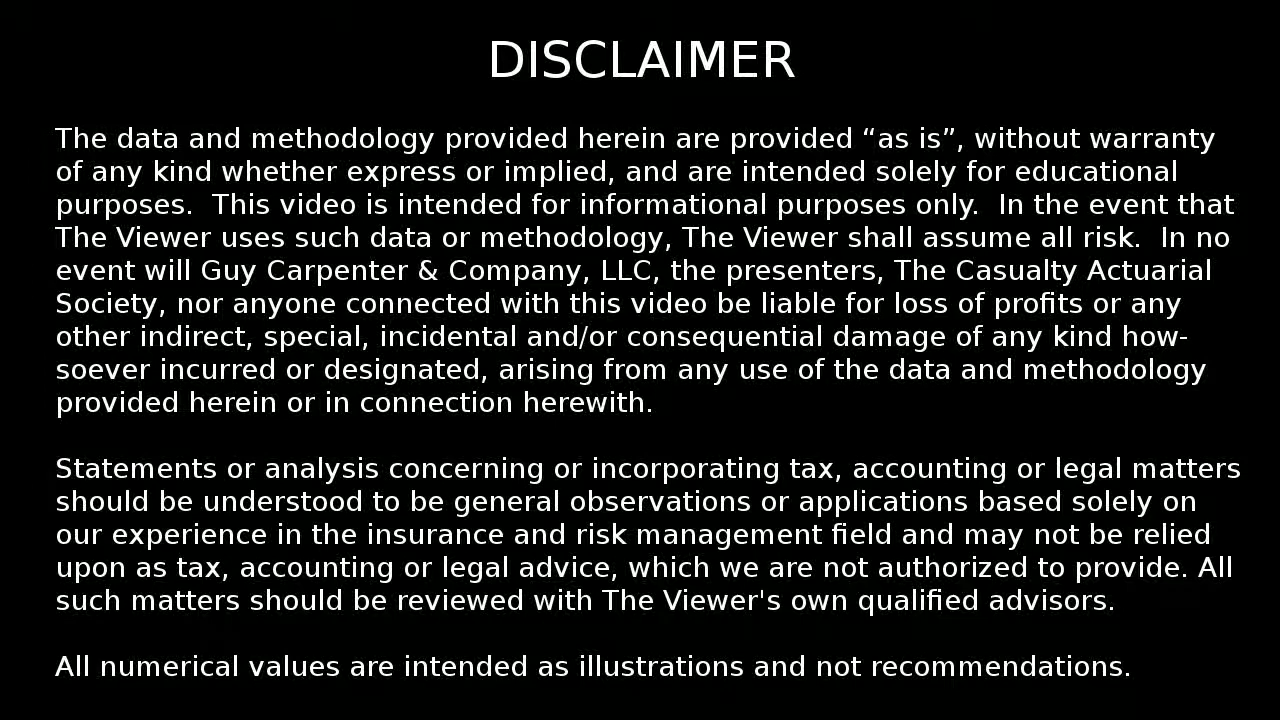 DISCLAIMER
The data and methodology provided herein are provided “as is”, without warranty
of any kind whether express or implied, and are intended solely for educational
purposes.  This video is intended for informational purposes only.  In the event that
The Viewer uses such data or methodology, The Viewer shall assume all risk.  In no
event will Guy Carpenter & Company, LLC, the presenters, The Casualty Actuarial
Society, nor anyone connected with this video be liable for loss of profits or any
other indirect, special, incidental and/or consequential damage of any kind how-
soever incurred or designated, arising from any use of the data and methodology
provided herein or in connection herewith.
Statements or analysis concerning or incorporating tax, accounting or legal matters
should be understood to be general observations or applications based solely on
our experience in the insurance and risk management field and may not be relied
upon as tax, accounting or legal advice, which we are not authorized to provide. All
such matters should be reviewed with The Viewer's own qualified advisors.
All numerical values are intended as illustrations and not recommendations.